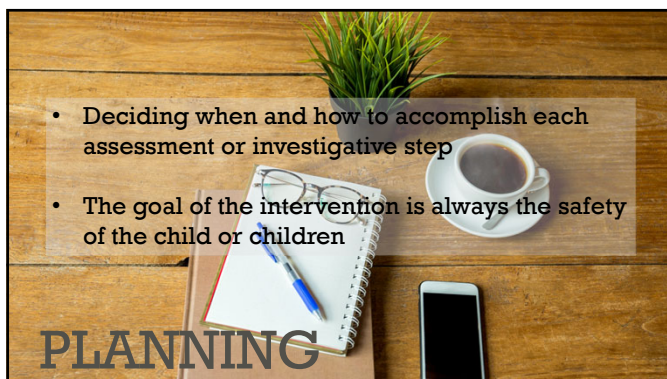 • Deciding when and how to accomplish each
assessment or investigative step
• The goal of the intervention is always the safety
of the child or children
PLANNING